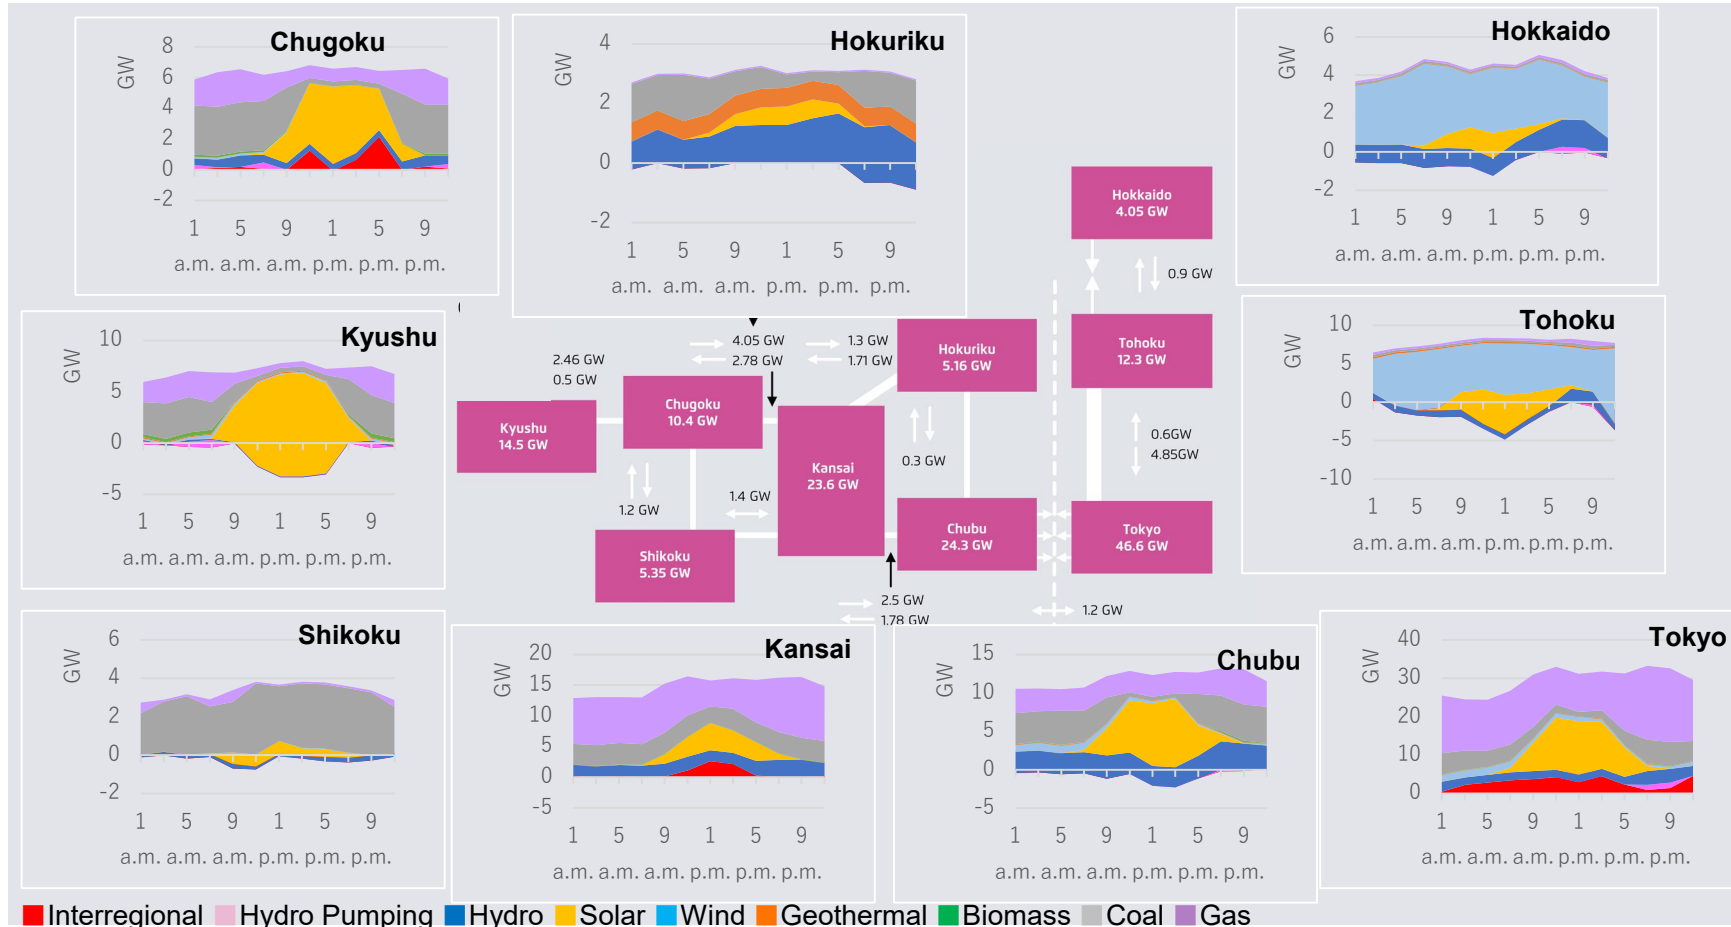 Chugoku
GW
8
6
4
2
0
-2
1 5 9 1 5 9
a.m. a.m. a.m. p.m. p.m. p.m.
Hokuriku
GW
4
2
0
-2
1 5 9 1 5 9
a.m. a.m. a.m. p.m. p.m. p.m.
Hokkaido
GW
6
4
2
0
-2
1 5 9 1 5 9
a.m. a.m. a.m. p.m. p.m. p.m.
Kyushu
GW
10
5
0
-5
1 5 9 1 5 9
a.m. a.m. a.m. p.m. p.m. p.m.
Hokkaido
4.05 GW
0.9 GW
4.05 GW
2.78 GW
1.3 GW
1.71 GW
Hokuriku
5.16 GW
Tohoku
12.3 GW
2.46 GW
0.5 GW
Kyushu
14.5 GW
Chugoku
10.4 GW
Kansai
23.6 GW
0.3 GW
0.6GW
4.85GW
1.2 GW
1.4 GW
Shikoku
5.35 GW
Chubu
24.3 GW
Tokyo
46.6 GW
2.5 GW
1.78 GW
1.2 GW
Tohoku
GW
10
5
0
-5
-10
1 5 9 1 5 9
a.m. a.m. a.m. p.m. p.m. p.m.
Shikoku
GW
6
4
2
0
-2
1 5 9 1 5 9
a.m. a.m. a.m. p.m. p.m. p.m.
Kansai
GW
20
15
10
5
0
-5
1 5 9 1 5 9
a.m. a.m. a.m. p.m. p.m. p.m.
Chubu
GW
15
10
5
0
-5
1 5 9 1 5 9
a.m. a.m. a.m. p.m. p.m. p.m.
Tokyo
GW
40
30
20
10
0
1 5 9 1 5 9
a.m. a.m. a.m. p.m. p.m. p.m.
Interregional Hydro Pumping Hydro Solar Wind Geothermal Biomass Coal Gas